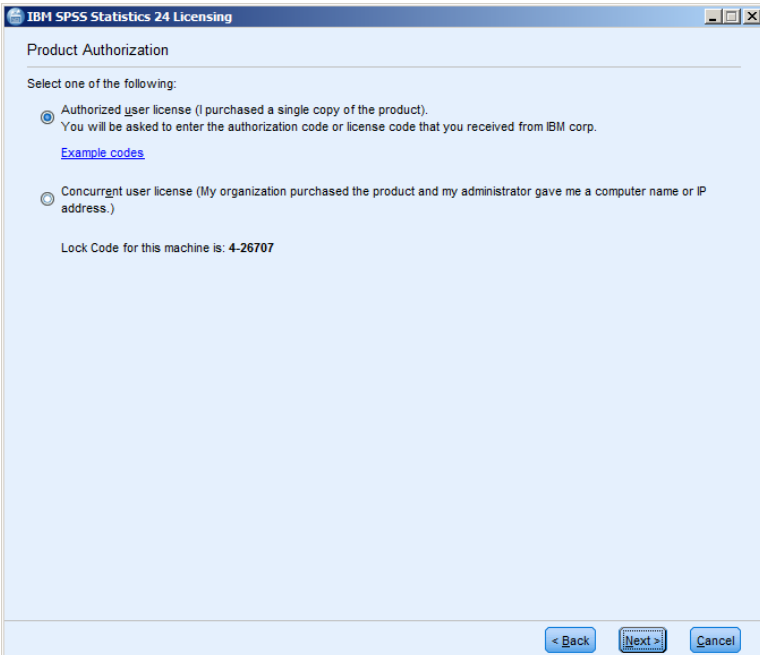 IBM SPSS Statistics 24 Licensing
Product Authorization
Select one of the following:
Authorized user license (I purchased a single copy of the product).
You will be asked to enter the authorization code or license code that you received from IBM corp.
Example codes
Concurrent user license (My organization purchased the product and my administrator gave me a computer name or IP
address.)
Lock Code for this machine is: 4-26707
< Back
Next >
Cancel